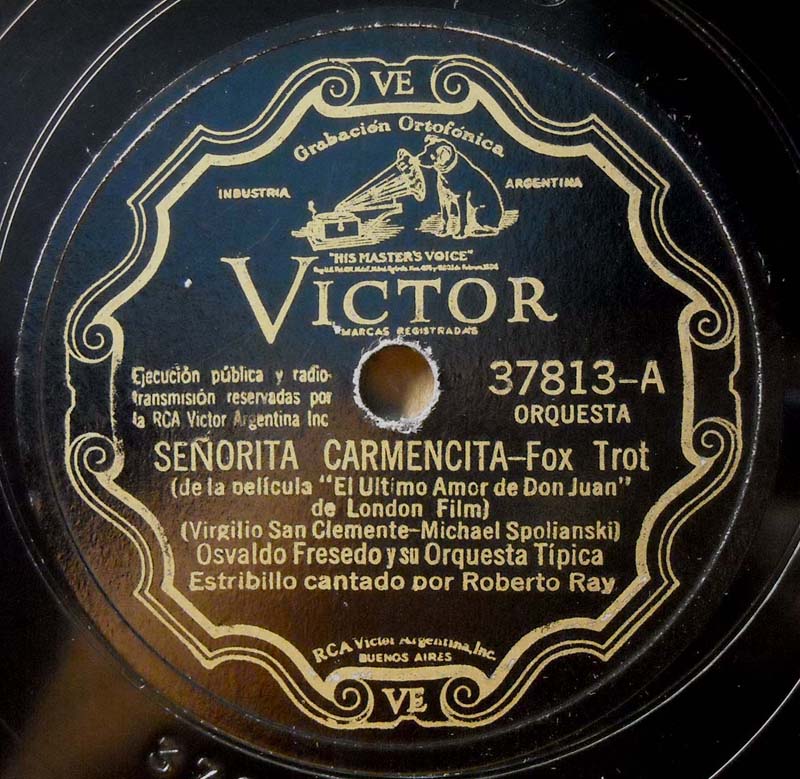 VE
Grabación Ortofónica
INDUSTRIA ARGENTINA
"HIS MASTER'S VOICE"
VICTOR
MARCAS REGISTRADAS
Ejecución pública y radio-
transmisión reservadas por
la RCA Victor Argentina Inc
37813-A
ORQUESTA
SEÑORITA CARMENCITA-Fox Trot
(de la pelicula "El Ultimo Amor de Don Juan"
de London Film)
(Virgilio San Clemente-Michael Spolianski)
Osvaldo Fresedo y su Orquesta Típica
Estribillo cantado por Roberto Ray
RCA Victor Argentina, Inc.
BUENOS AIRES
VE